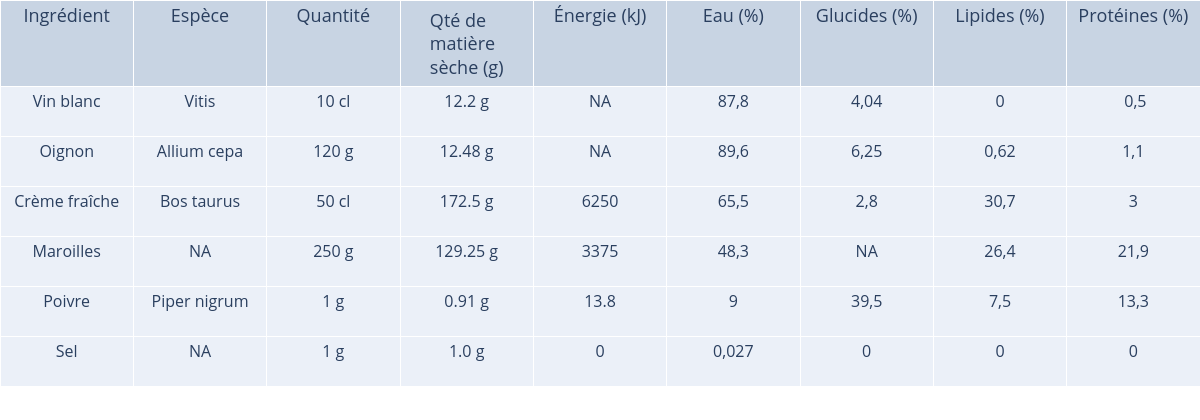 Ingrédient Espèce Quantité Qté de matière sèche (g) Énergie (kJ) Eau (%) Glucides (%) Lipides (%) Protéines (%)
Vin blanc Vitis 10 cl 12.2 g NA 87,8 4,04 0 0,5
Oignon Allium cepa 120 g 12.48 g NA 89,6 6,25 0,62 1,1
Crème fraîche Bos taurus 50 cl 172.5 g 6250 65,5 2,8 30,7 3
Maroilles NA 250 g 129.25 g 3375 48,3 NA 26,4 21,9
Poivre Piper nigrum 1 g 0.91 g 13.8 9 39,5 7,5 13,3
Sel NA 1 g 1.0 g 0 0,027 0 0 0